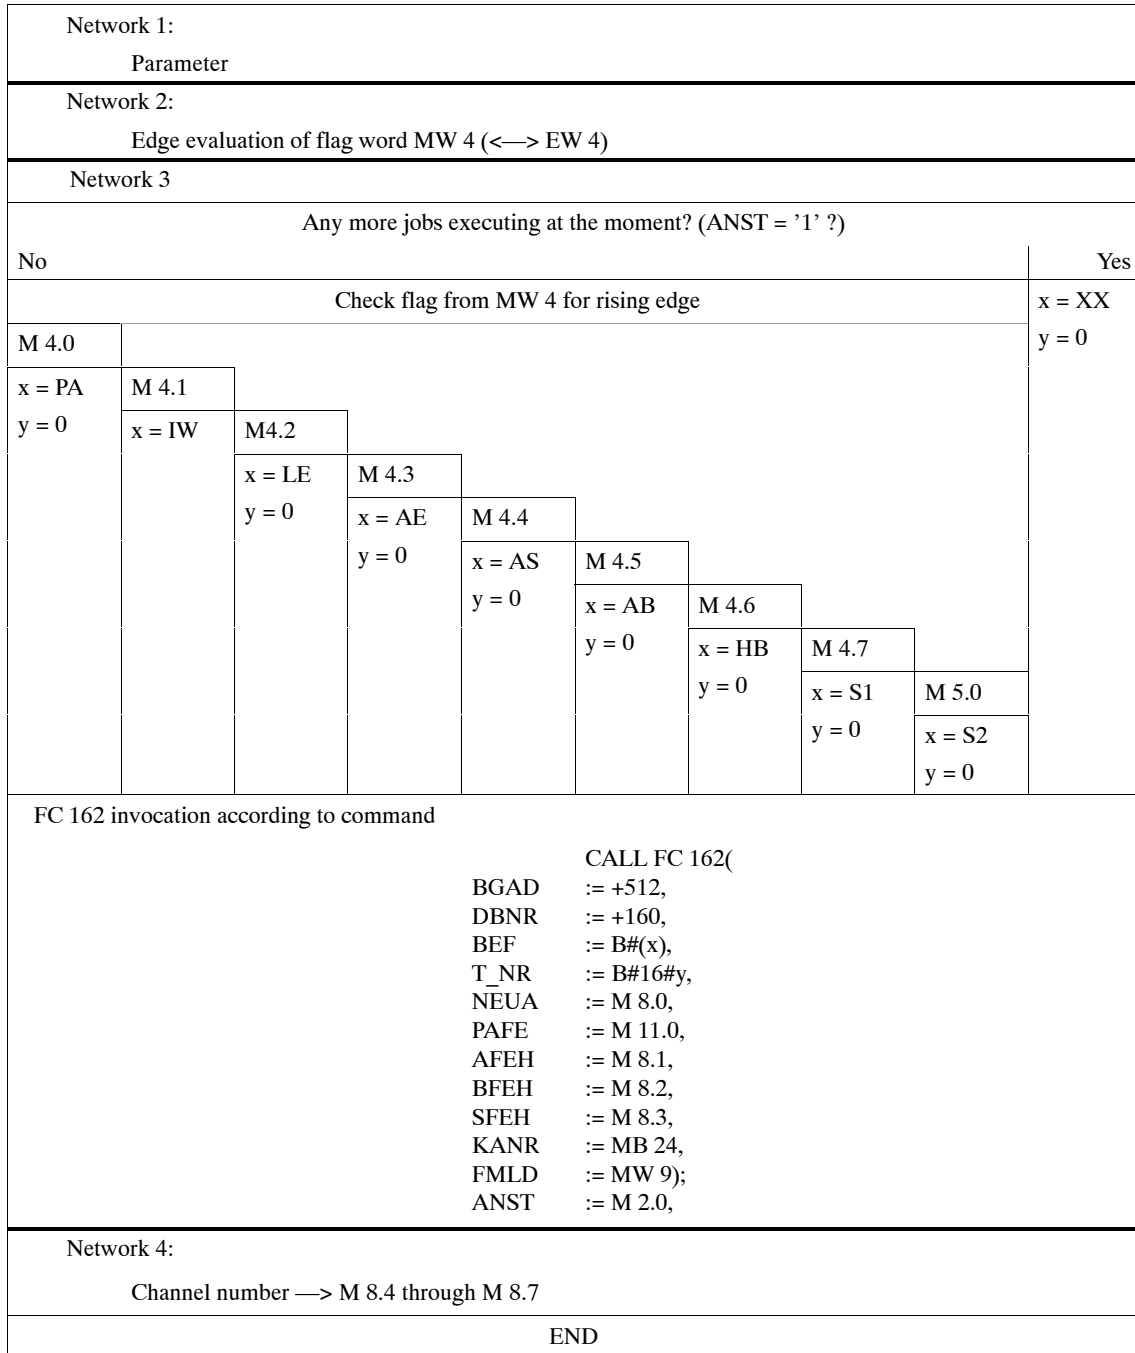 Network 1:
Parameter
Network 2:
Edge evaluation of flag word MW 4 (<—> EW 4)
Network 3
Any more jobs executing at the moment? (ANST = ’1’ ?)
No Yes
Check flag from MW 4 for rising edge
x = XX
y = 0
M 4.0
x = PA
y = 0
M 4.1
x = IW
M4.2
x = LE
y = 0
M 4.3
x = AE
y = 0
M 4.4
x = AS
y = 0
M 4.5
x = AB
y = 0
M 4.6
x = HB
y = 0
M 4.7
x = S1
y = 0
M 5.0
x = S2
y = 0
FC 162 invocation according to command
CALL FC 162(
BGAD := +512,
DBNR := +160,
BEF := B#(x),
T_NR := B#16#y,
NEUA := M 8.0,
PAFE := M 11.0,
AFEH := M 8.1,
BFEH := M 8.2,
SFEH := M 8.3,
KANR := MB 24,
FMLD := MW 9);
ANST := M 2.0,
Network 4:
Channel number —> M 8.4 through M 8.7
END